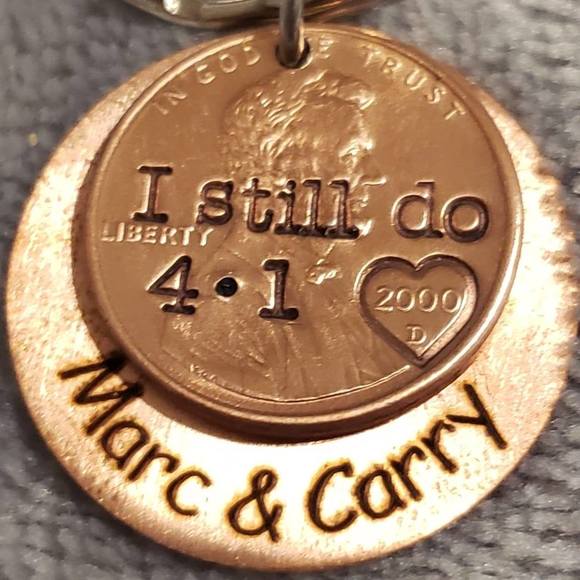 IN GOD WE TRUST
I still do
LIBERTY
4•1
2000
D
Marc & Carry